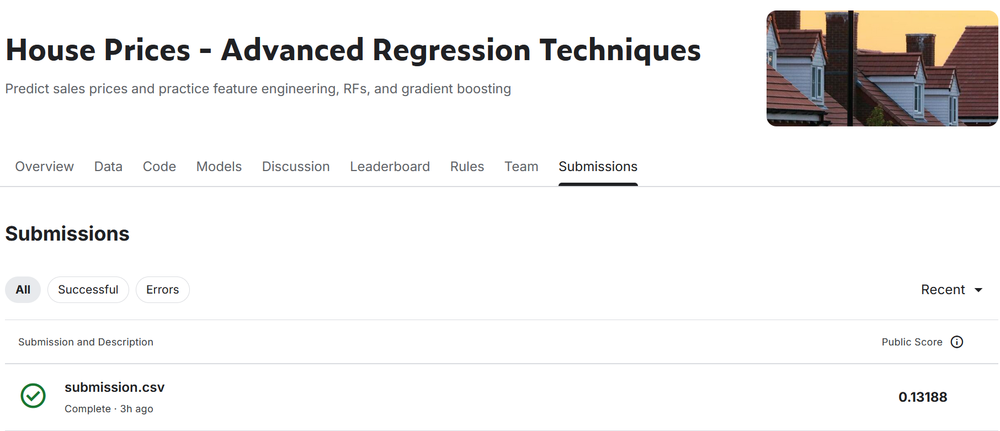 House Prices - Advanced Regression Techniques
Predict sales prices and practice feature engineering, RFs, and gradient boosting
Overview Data Code Models Discussion Leaderboard Rules Team Submissions
Submissions
All Successful Errors Recent
Submission and Description Public Score
submission.csv
Complete · 3h ago
0.13188